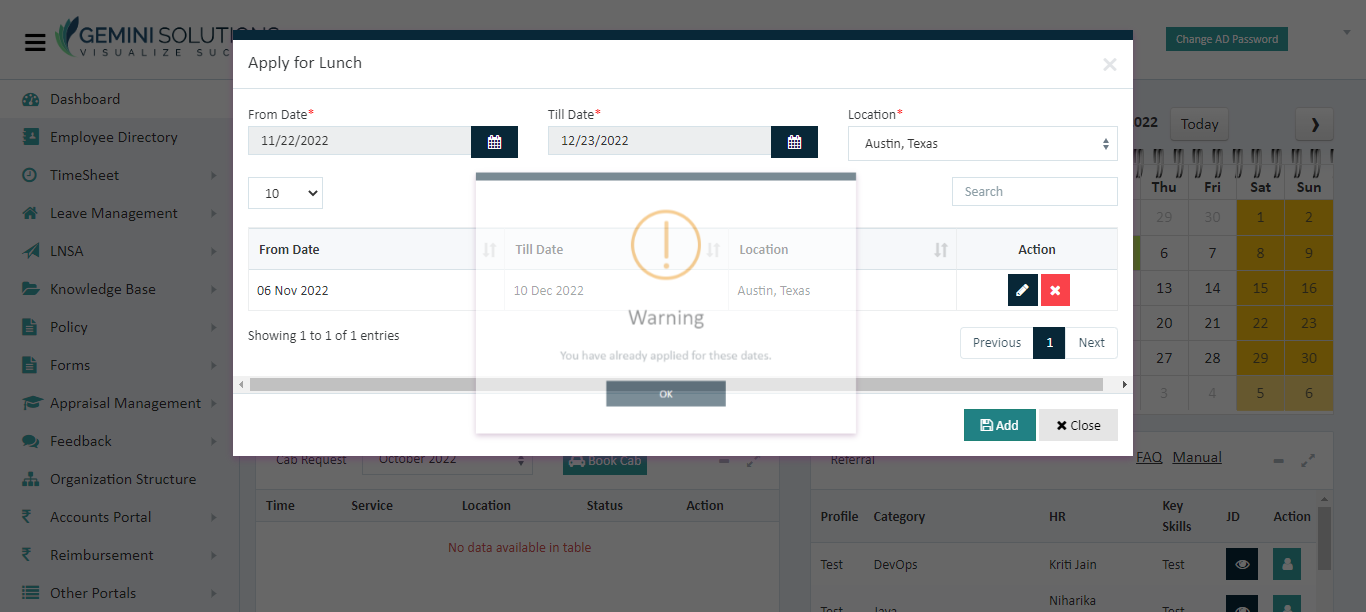 GEMINI SOLUTIONS
VISUALIZE SUC
Change AD Password
Dashboard
Employee Directory
TimeSheet
Leave Management
LNSA
Knowledge Base
Policy
Forms
Appraisal Management
Feedback
Organization Structure
Accounts Portal
Reimbursement
Other Portals
Apply for Lunch
×
From Date* Till Date* Location*
11/22/2022 12/23/2022 Austin, Texas
10 Search
From Date Till Date Location Action
06 Nov 2022 10 Dec 2022 Austin, Texas
Showing 1 to 1 of 1 entries
Previous 1 Next
Add Close
Warning
You have already applied for these dates.
OK
2022 Today
Thu Fri Sat Sun
29 30 1 2
6 7 8 9
13 14 15 16
20 21 22 23
27 28 29 30
3 4 5 6
Cab Request October 2022 Book Cab
Time Service Location Status Action
No data available in table
Referral FAQ Manual
Profile Category HR Key Skills JD Action
Test DevOps Kriti Jain Test
Test Java Niharika Test